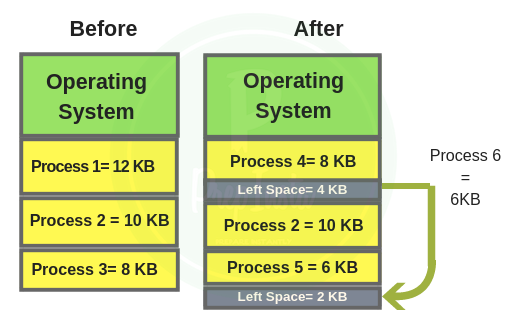 Before
Operating
System
Process 1= 12 KB
Process 2 = 10 KB
Process 3= 8 KB
After
Operating
System
Process 4= 8 KB
Left Space= 4 KB
Process 2 = 10 KB
Process 5 = 6 KB
Left Space= 2 KB
Process 6
=
6KB